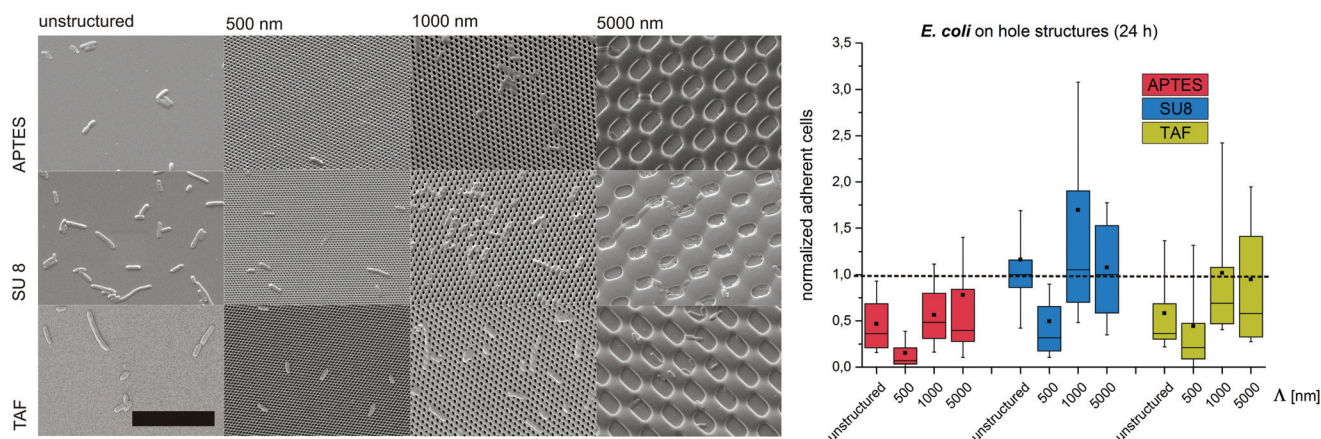 unstructured 500 nm 1000 nm 5000 nm
APTES
SU 8
TAF
E. coli on hole structures (24 h)
normalized adherent cells
3,5
3,0
2,5
2,0
1,5
1,0
0,5
0,0
APTES
SU8
TAF
unstructured 500 1000 5000 unstructured 500 1000 5000 unstructured 500 1000 5000 Λ [nm]